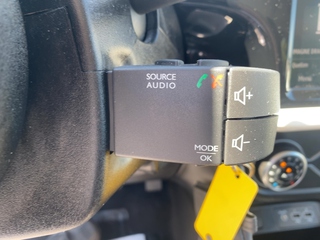 SOURCE
AUDIO
+
MODE
OK
-